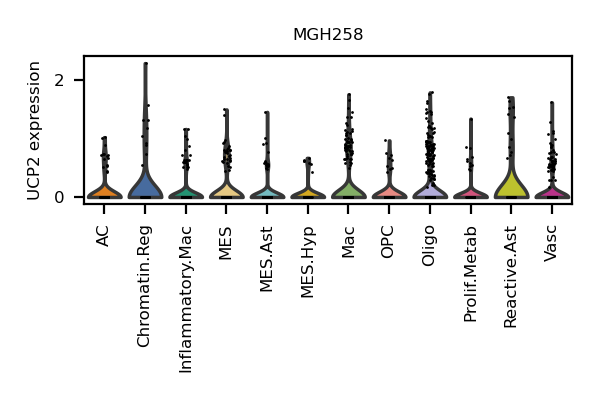 MGH258
UCP2 expression
2
0
AC
Chromatin.Reg
Inflammatory.Mac
MES
MES.Ast
MES.Hyp
Mac
OPC
Oligo
Prolif.Metab
Reactive.Ast
Vasc